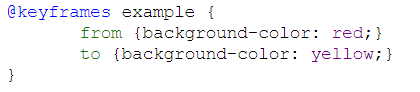 @keyframes example {
        from {background-color: red;}
        to {background-color: yellow;}
}